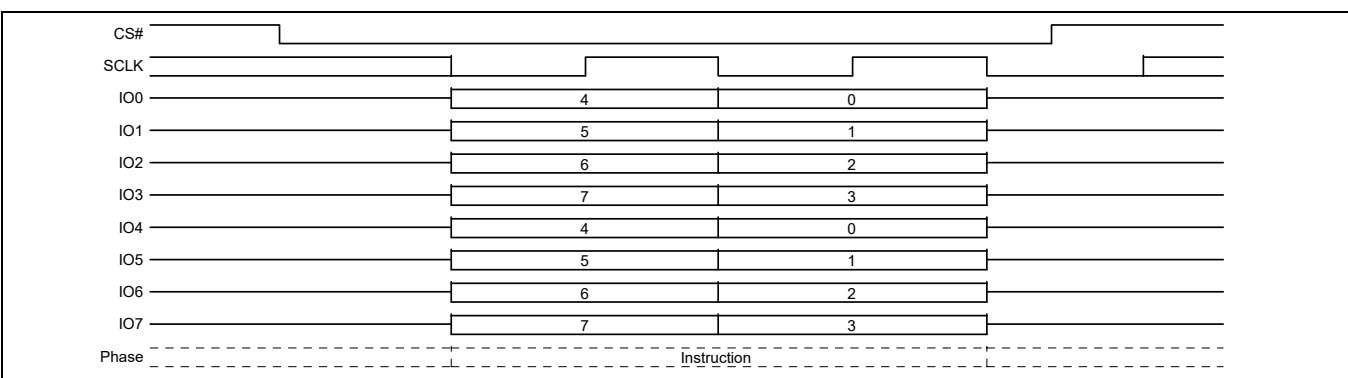 CS#
SCLK
IO0 4 0
IO1 5 1
IO2 6 2
IO3 7 3
IO4 4 0
IO5 5 1
IO6 6 2
IO7 7 3
Phase Instruction